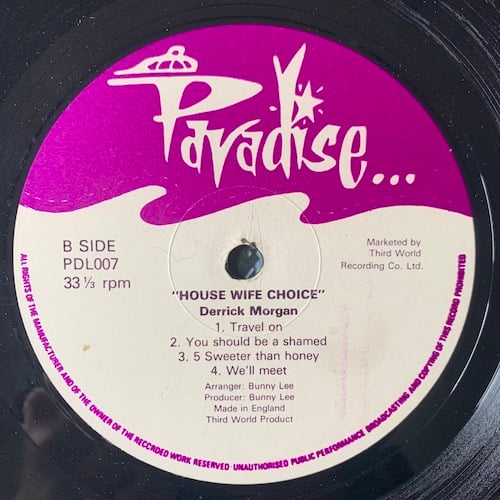 Paradise...
B SIDE
PDL007
33 ⅓ rpm
Marketed by
Third World
Recording Co. Ltd.
"HOUSE WIFE CHOICE"
Derrick Morgan
1. Travel on
2. You should be a shamed
3. 5 Sweeter than honey
4. We'll meet
Arranger: Bunny Lee
Producer: Bunny Lee
Made in England
Third World Product
ALL RIGHTS OF THE MANUFACTURER AND OF THE OWNER OF THE RECORDED WORK RESERVED · UNAUTHORISED PUBLIC PERFORMANCE BROADCASTING AND COPYING OF THIS RECORD PROHIBITED